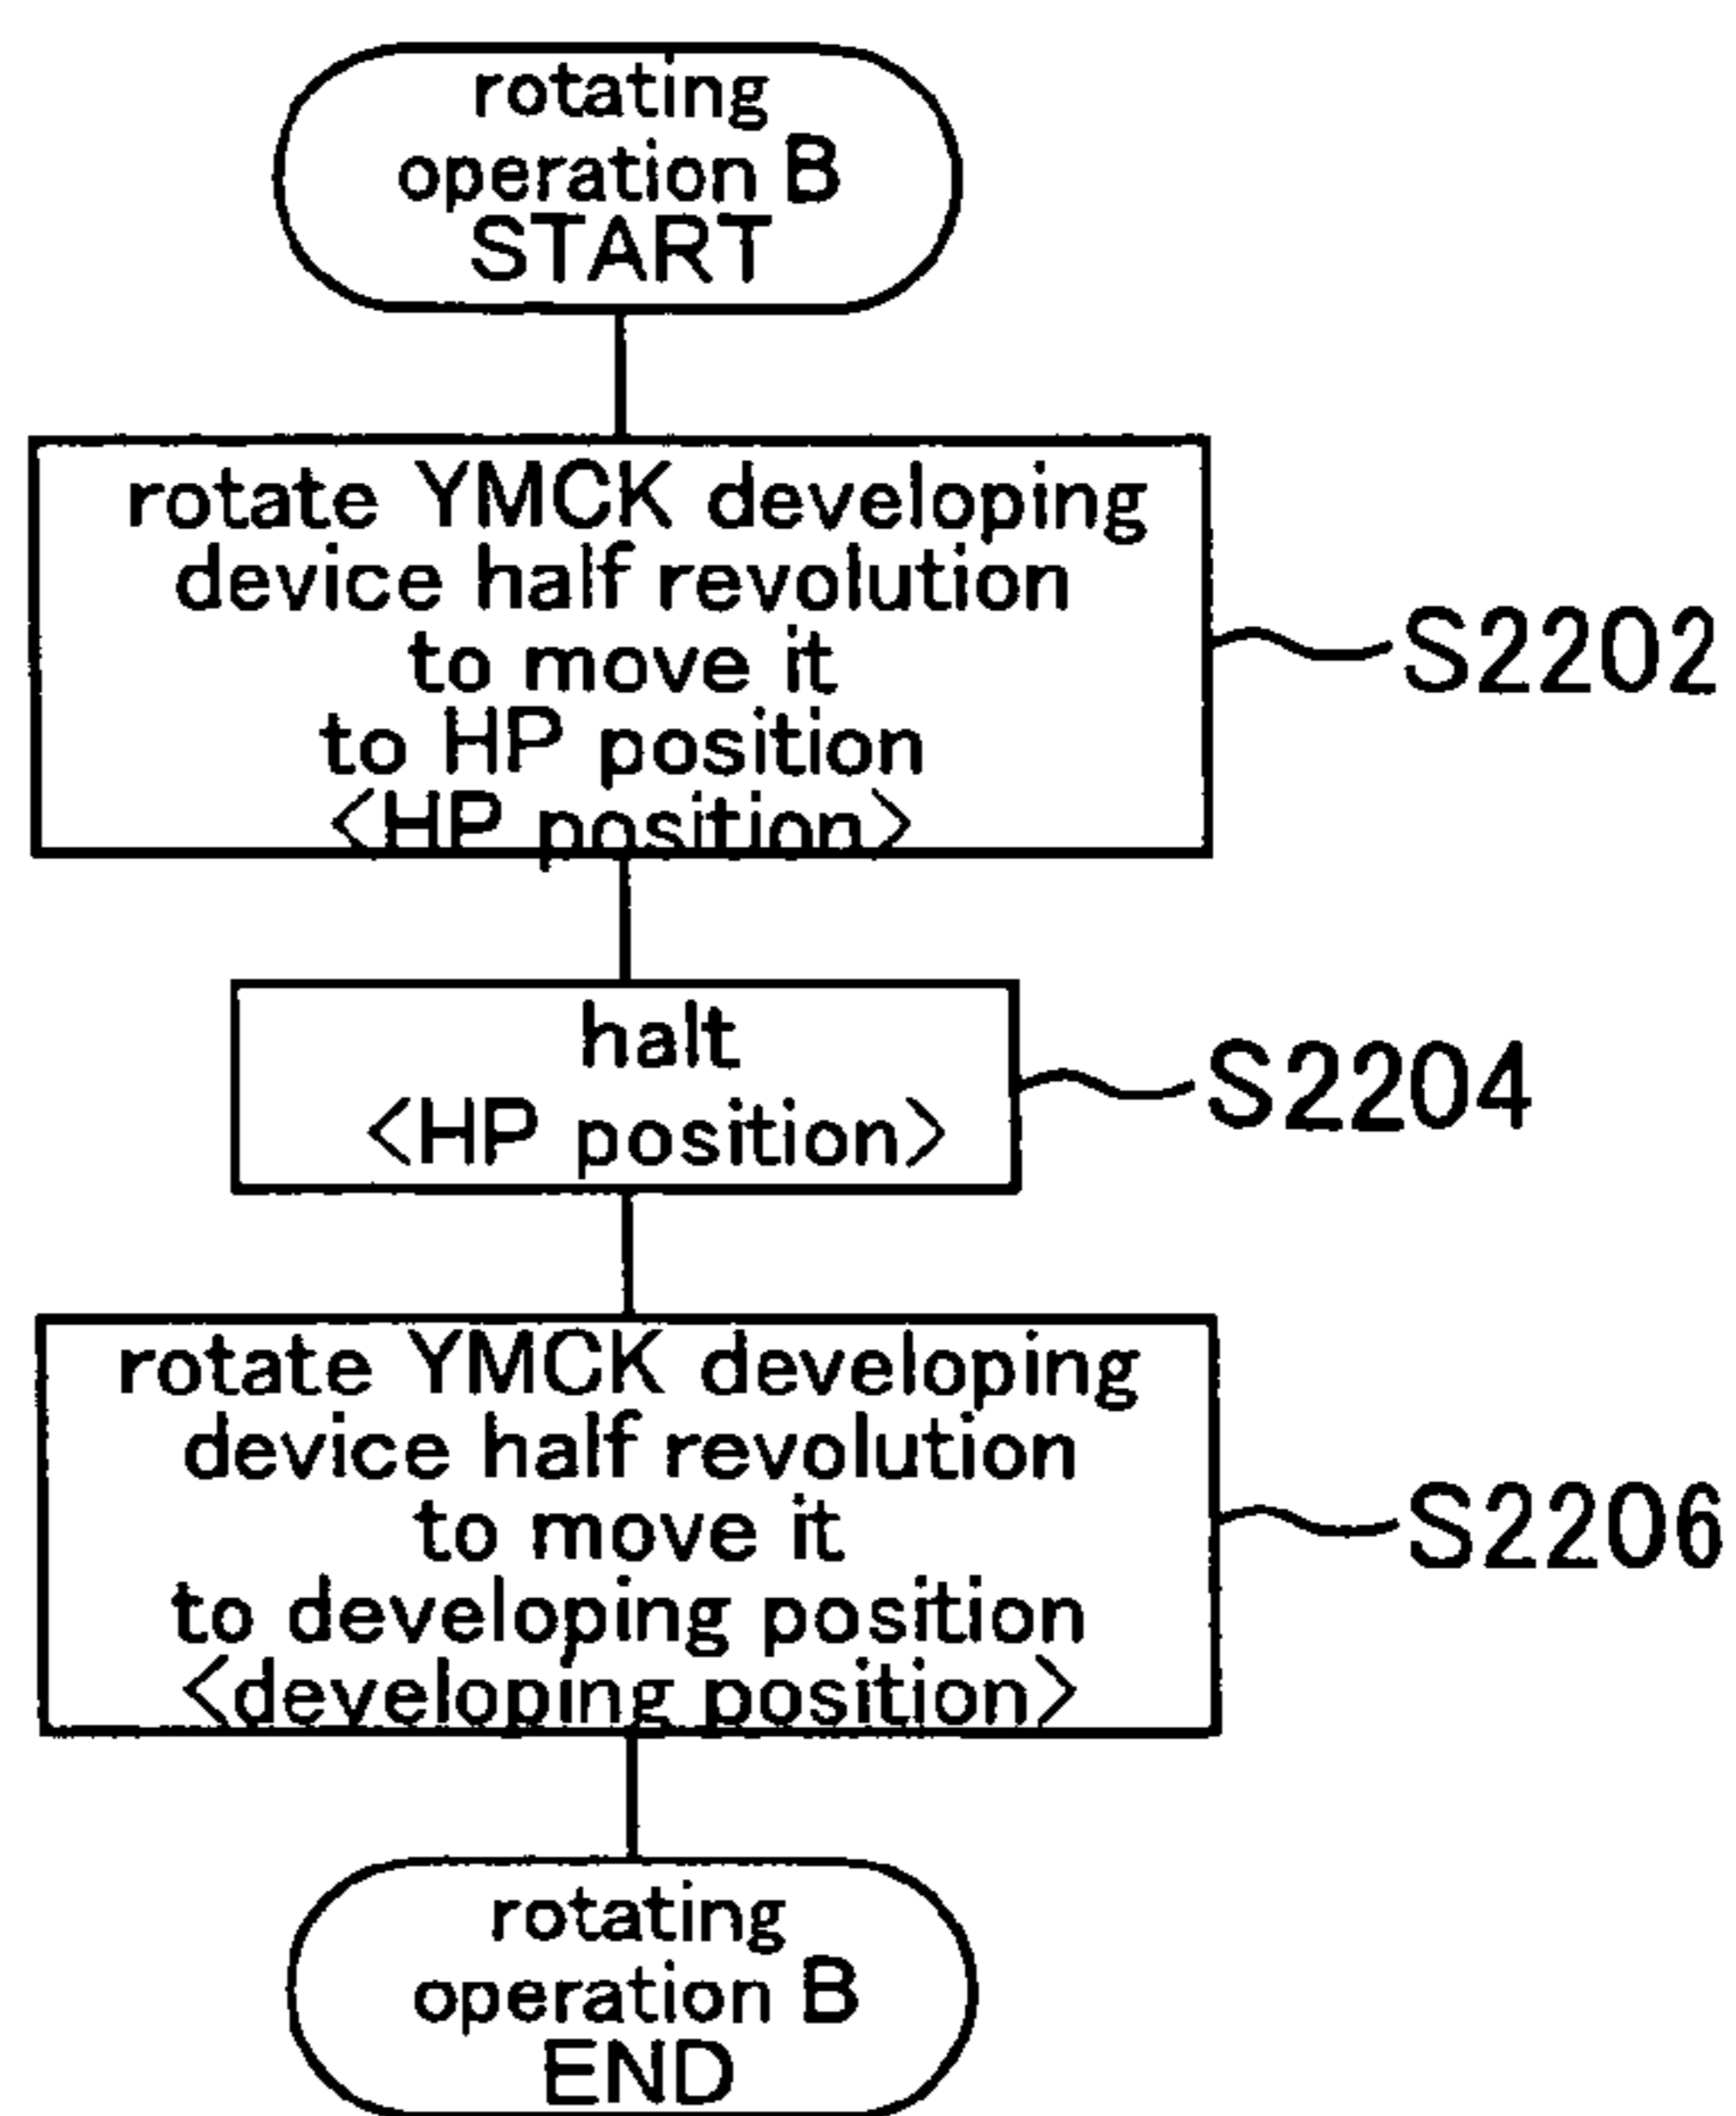 rotating
operation B
START
rotate YMCK developing
device half revolution
to move it
to HP position
<HP position>
S2202
halt
<HP position>
S2204
rotate YMCK developing
device half revolution
to move it
to developing position
<developing position>
S2206
rotating
operation B
END